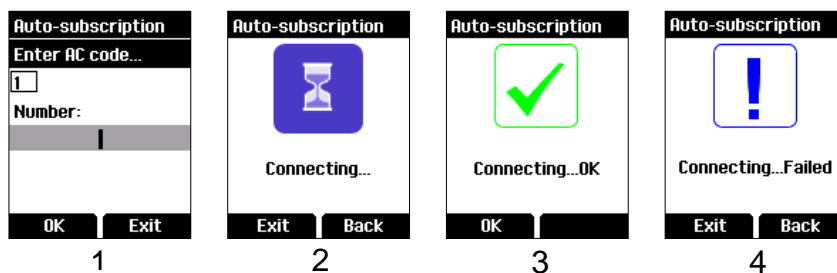 Auto-subscription
Enter AC code...
1
Number:
OK Exit
1
Auto-subscription
Connecting...
Exit Back
2
Auto-subscription
Connecting...OK
OK
3
Auto-subscription
!
Connecting...Failed
Exit Back
4